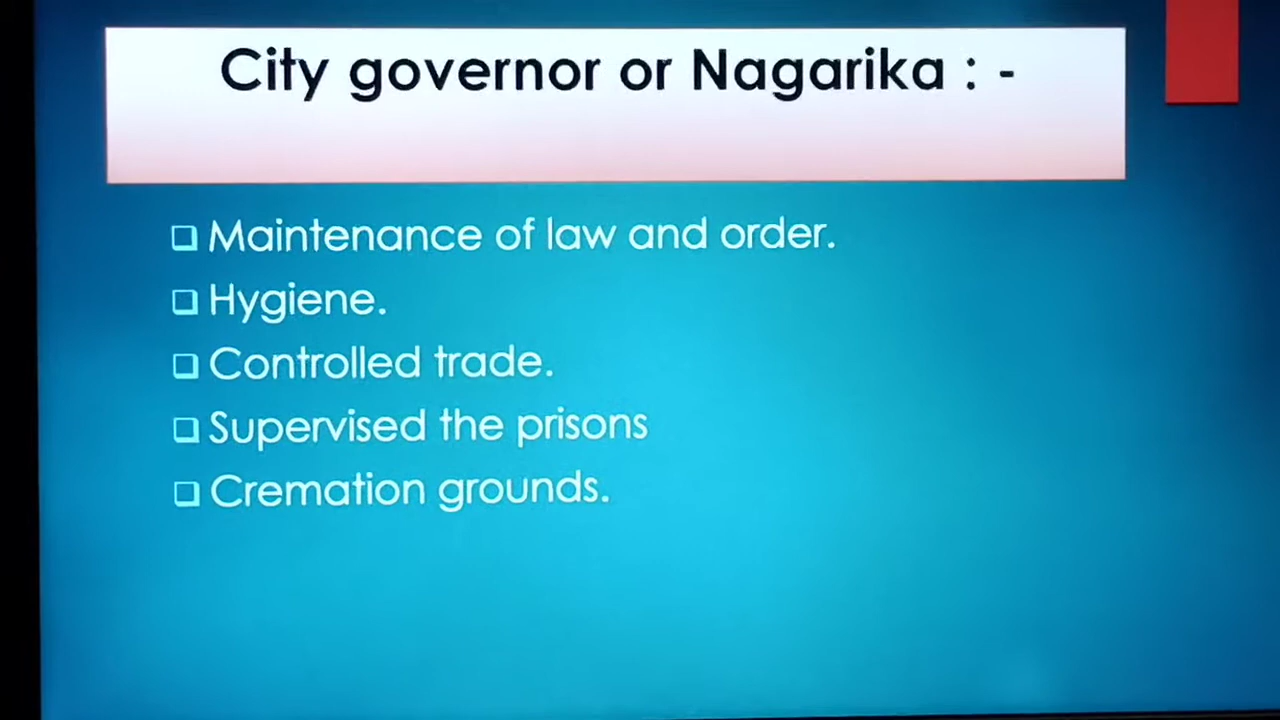 City governor or Nagarika : -
❑ Maintenance of law and order.
❑ Hygiene.
❑ Controlled trade.
❑ Supervised the prisons
❑ Cremation grounds.